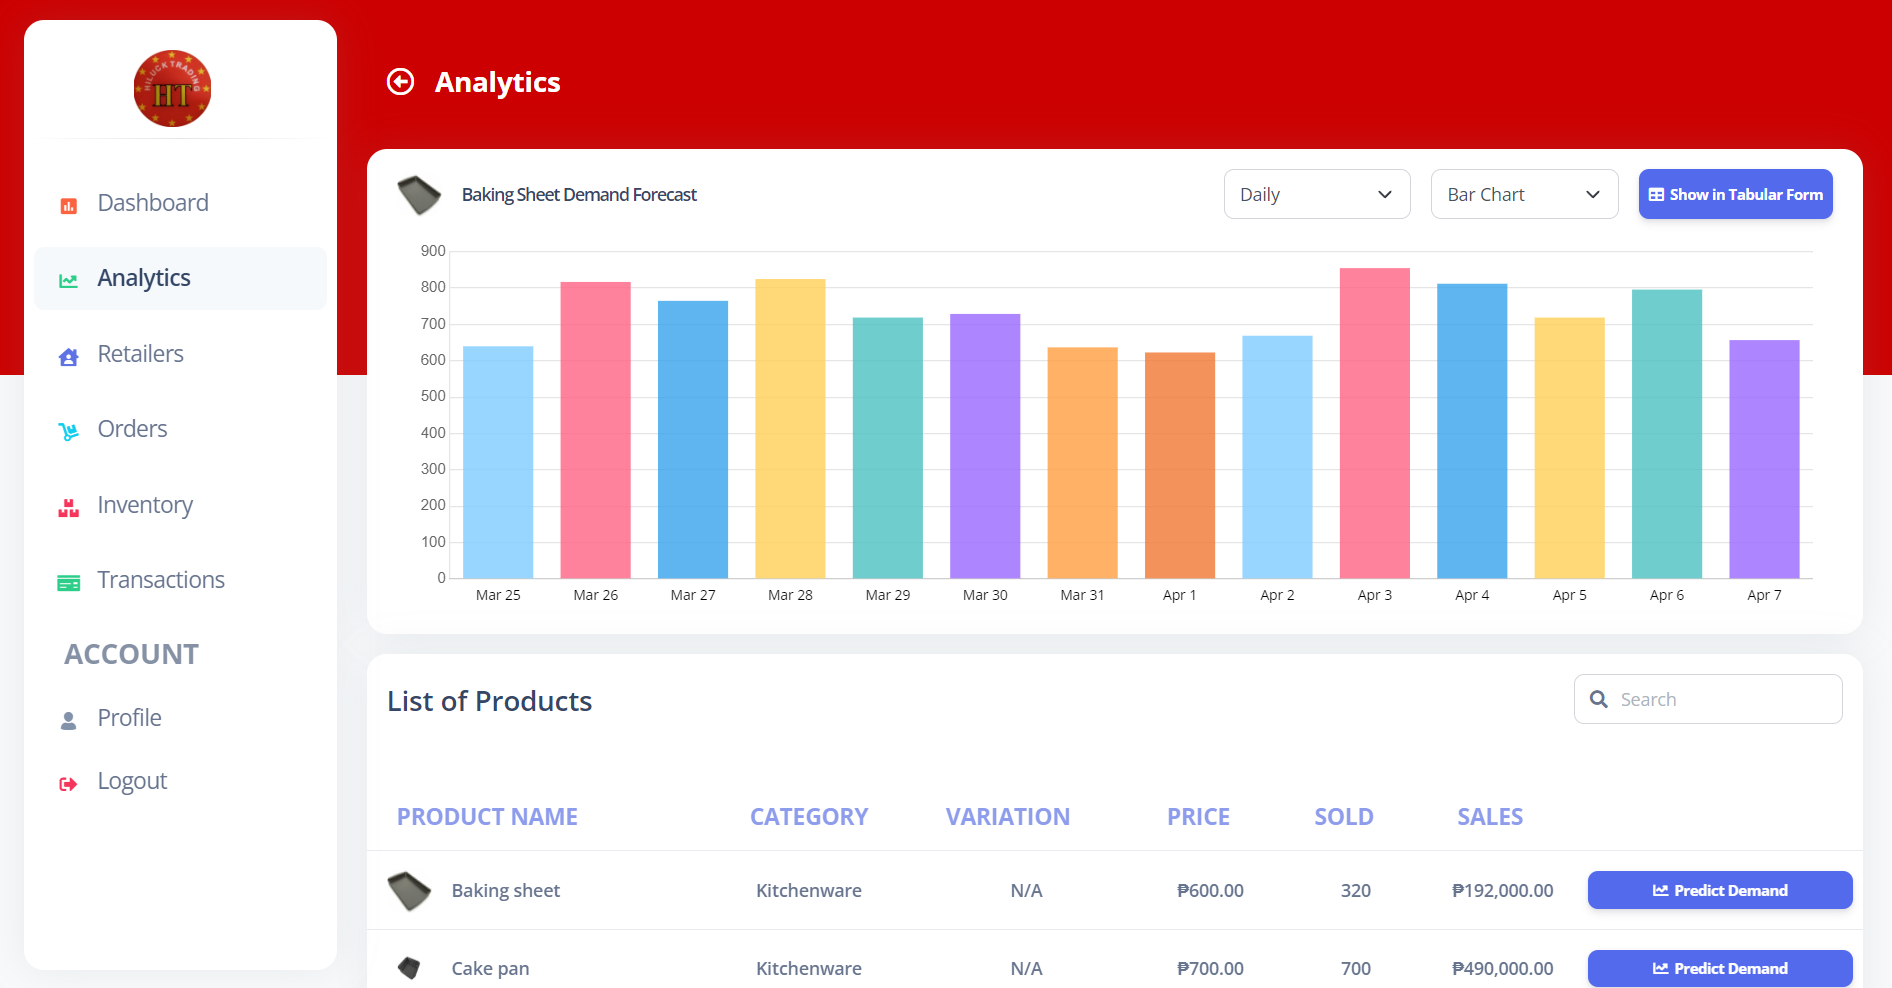 HILUCK TRADING
HT
Dashboard
Analytics
Retailers
Orders
Inventory
Transactions
ACCOUNT
Profile
Logout
Analytics
Baking Sheet Demand Forecast
Daily
Bar Chart
Show in Tabular Form
900
800
700
600
500
400
300
200
100
0
Mar 25 Mar 26 Mar 27 Mar 28 Mar 29 Mar 30 Mar 31 Apr 1 Apr 2 Apr 3 Apr 4 Apr 5 Apr 6 Apr 7
List of Products
Search
PRODUCT NAME CATEGORY VARIATION PRICE SOLD SALES
Baking sheet Kitchenware N/A ₱600.00 320 ₱192,000.00 Predict Demand
Cake pan Kitchenware N/A ₱700.00 700 ₱490,000.00 Predict Demand